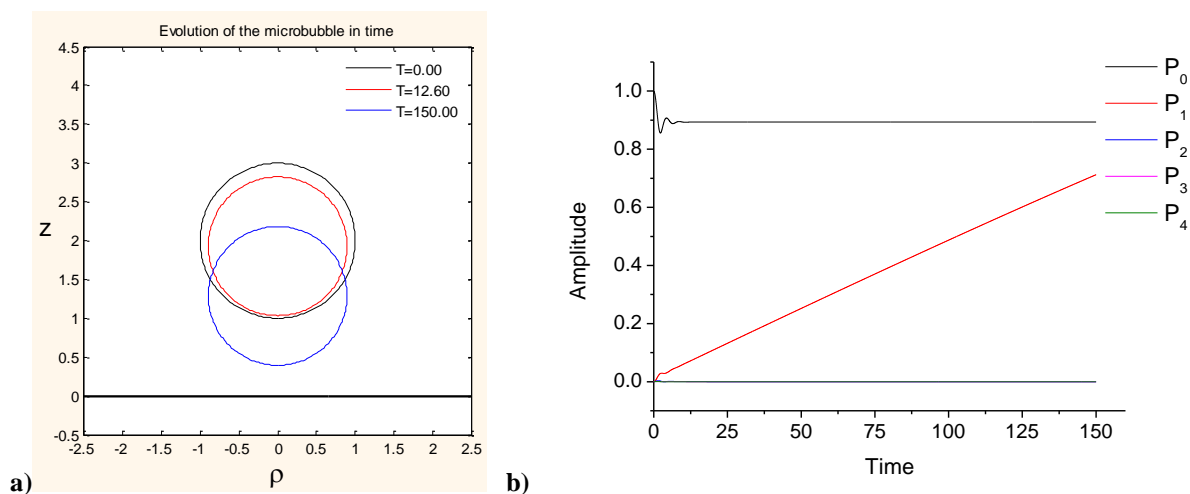 Evolution of the microbubble in time
4.5
4
3.5
3
2.5
2
1.5
1
0.5
0
-0.5
z
T=0.00
T=12.60
T=150.00
-2.5 -2 -1.5 -1 -0.5 0 0.5 1 1.5 2 2.5
ρ
a)
1.0
0.8
0.6
0.4
0.2
0.0
Amplitude
P0
P1
P2
P3
P4
0 25 50 75 100 125 150
Time
b)